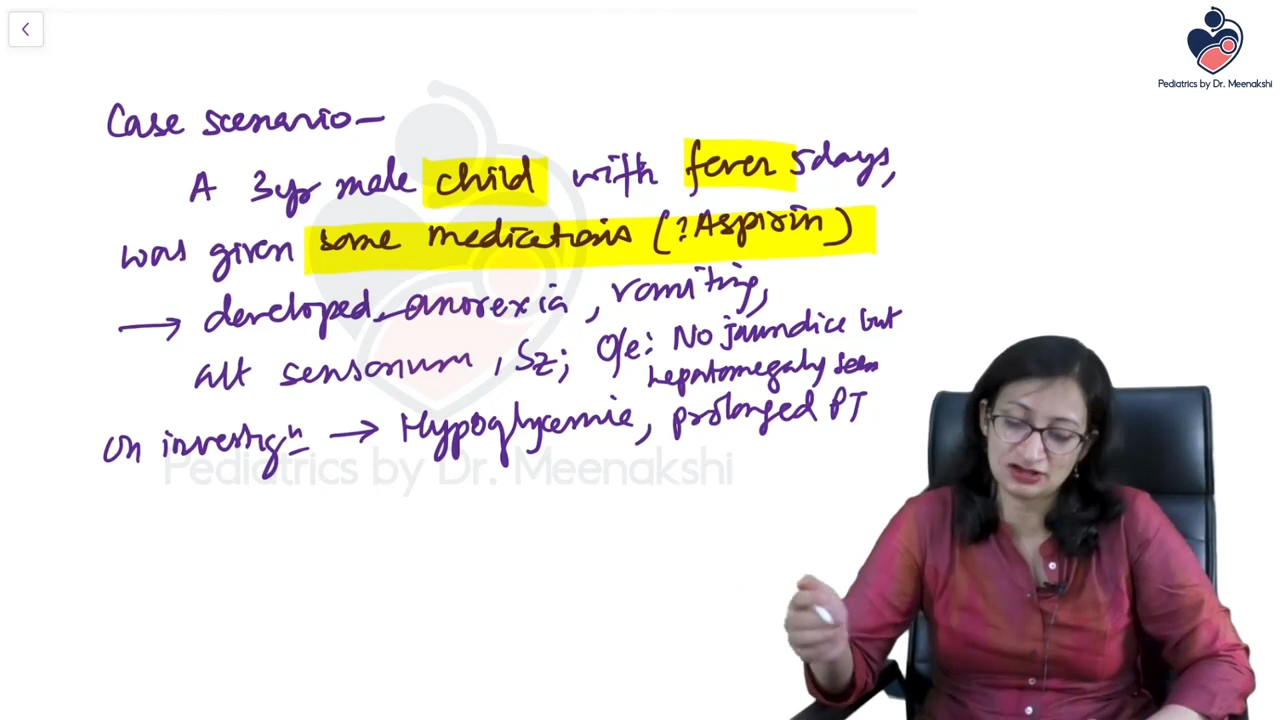 Pediatrics by Dr. Meenakshi
Case scenario-
A 3yr male child with fever 5days,
was given some medications (?Aspirin)
→ developed anorexia, vomiting,
alt sensorium, Sz; O/e: No jaundice but
hepatomegaly seen
On investigⁿ → Hypoglycemia, prolonged PT
Pediatrics by Dr. Meenakshi